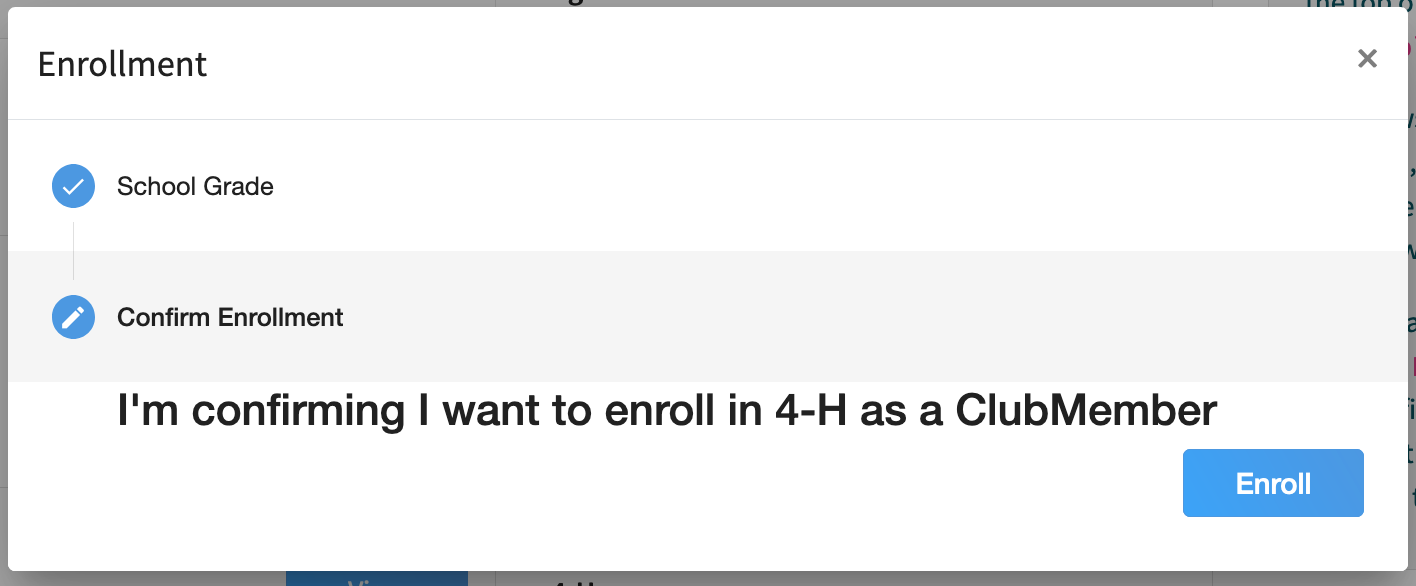 Enrollment
School Grade
Confirm Enrollment
I'm confirming I want to enroll in 4-H as a ClubMember
Enroll